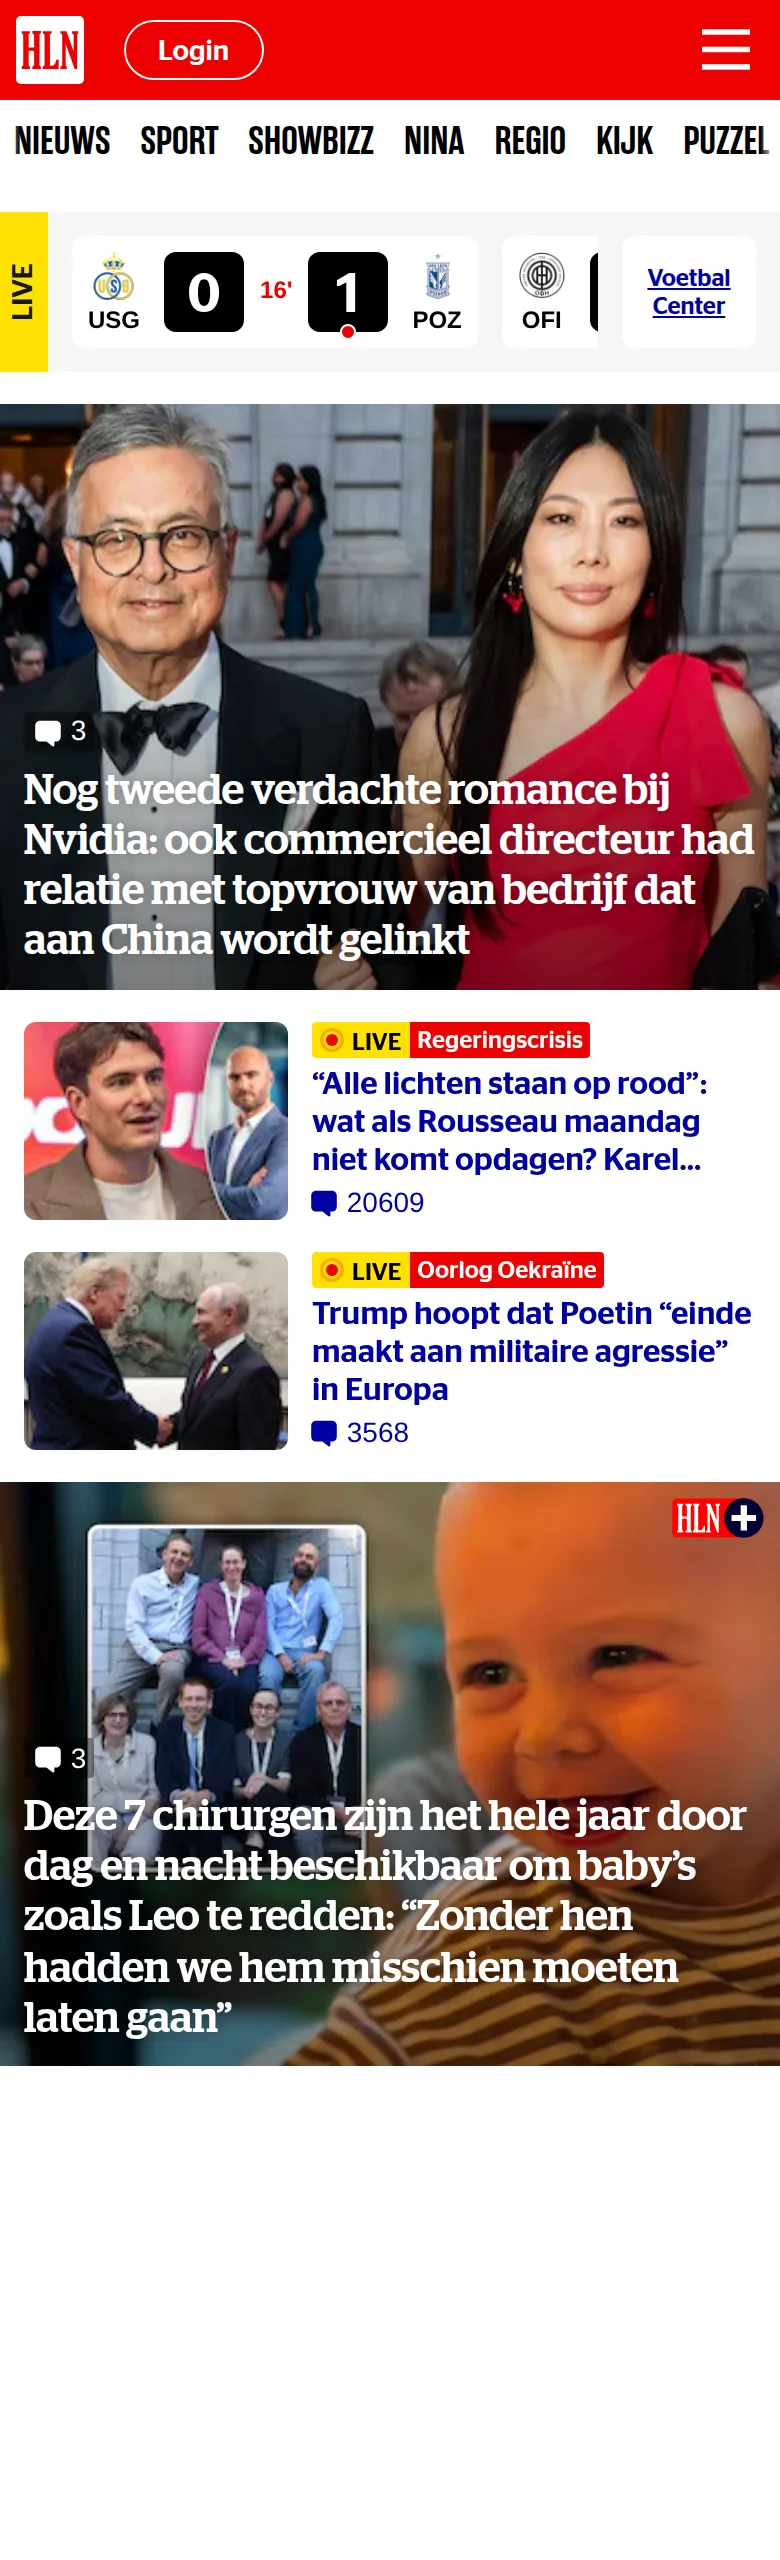 HLN
Login
NIEUWS SPORT SHOWBIZZ NINA REGIO KIJK PUZZEL
LIVE
USG
0
16'
1
POZ
OFI
Voetbal
Center
3
Nog tweede verdachte romance bij
Nvidia: ook commercieel directeur had
relatie met topvrouw van bedrijf dat
aan China wordt gelinkt
LIVE Regeringscrisis
“Alle lichten staan op rood”:
wat als Rousseau maandag
niet komt opdagen? Karel...
20609
LIVE Oorlog Oekraïne
Trump hoopt dat Poetin “einde
maakt aan militaire agressie”
in Europa
3568
HLN+
3
Deze 7 chirurgen zijn het hele jaar door
dag en nacht beschikbaar om baby’s
zoals Leo te redden: “Zonder hen
hadden we hem misschien moeten
laten gaan”